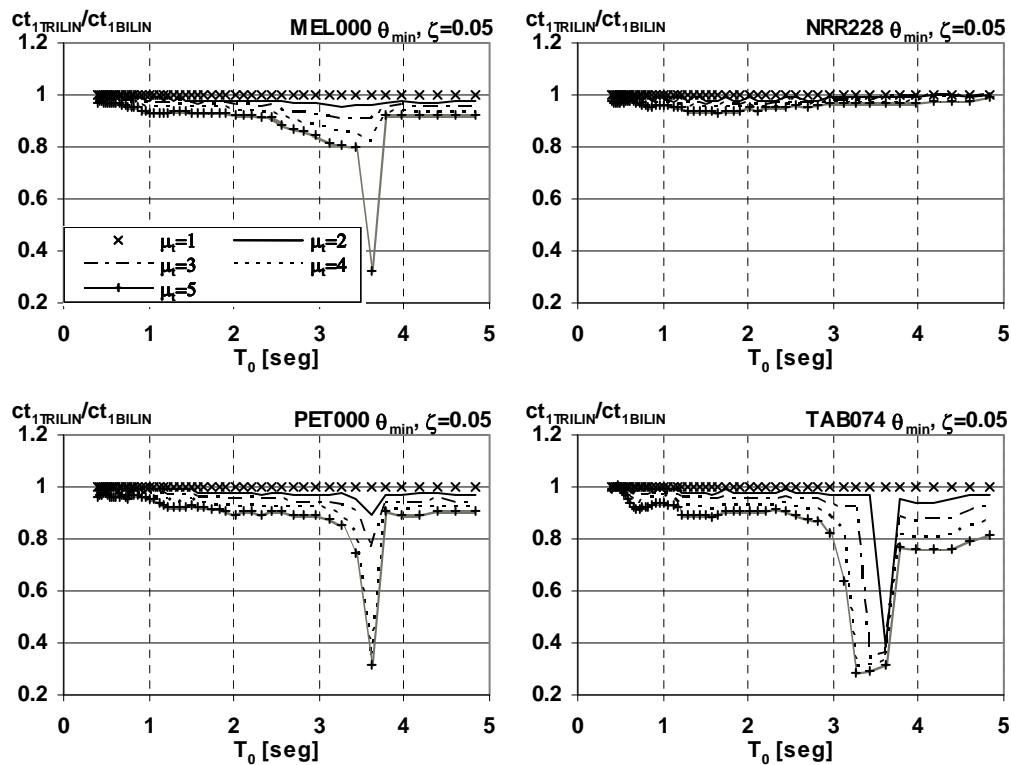 ct1TRILIN/ct1BILIN MEL000 θmin, ζ=0.05
1.2
1
0.8
0.6
0.4
0.2
μt=1 μt=2
μt=3 μt=4
μt=5
0 1 2 3 4 5
T0 [seg]
ct1TRILIN/ct1BILIN NRR228 θmin, ζ=0.05
1.2
1
0.8
0.6
0.4
0.2
0 1 2 3 4 5
T0 [seg]
ct1TRILIN/ct1BILIN PET000 θmin, ζ=0.05
1.2
1
0.8
0.6
0.4
0.2
0 1 2 3 4 5
T0 [seg]
ct1TRILIN/ct1BILIN TAB074 θmin, ζ=0.05
1.2
1
0.8
0.6
0.4
0.2
0 1 2 3 4 5
T0 [seg]